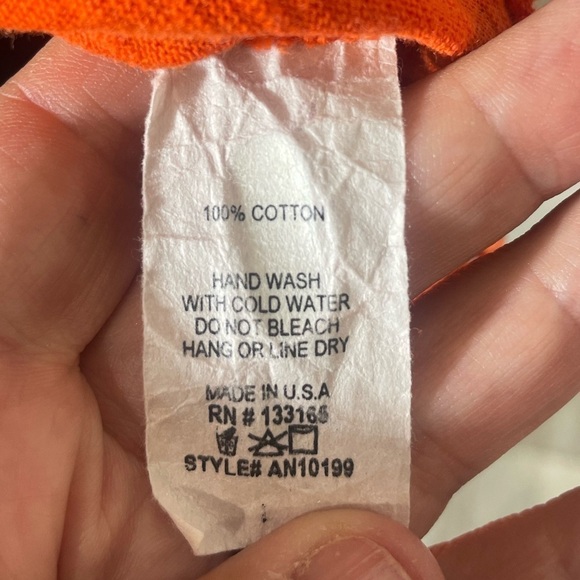 100% COTTON
HAND WASH
WITH COLD WATER
DO NOT BLEACH
HANG OR LINE DRY
MADE IN U.S.A
RN # 133165
STYLE# AN10199